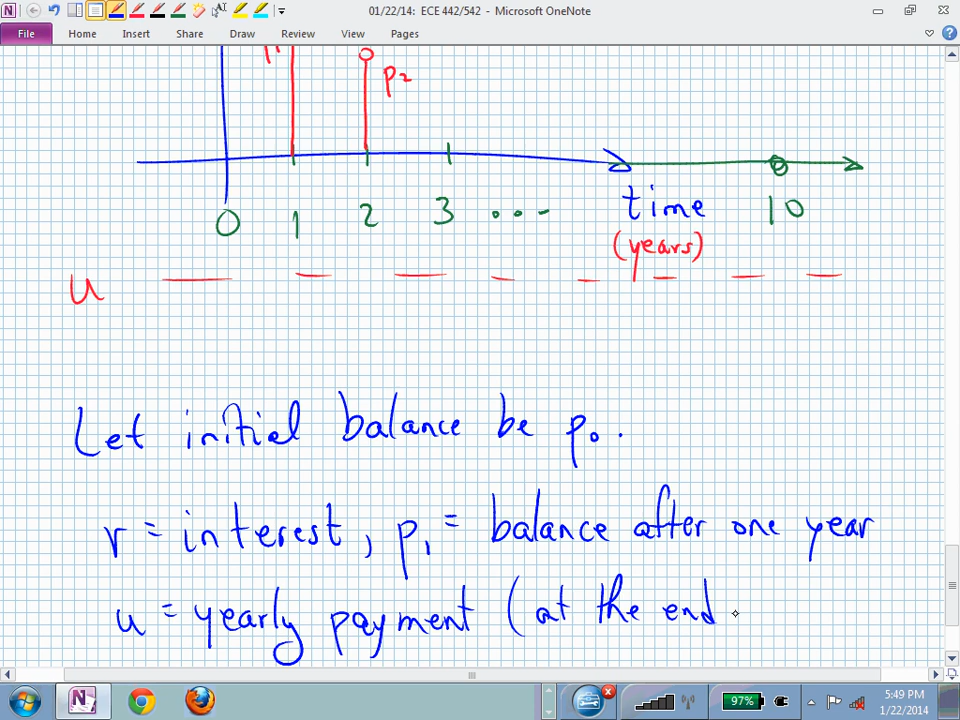 01/22/14: ECE 442/542 - Microsoft OneNote
File Home Insert Share Draw Review View Pages
p2
0 1 2 3 ... time 10
(years)
u
Let initial balance be p0.
r = interest, p1 = balance after one year
u = yearly payment (at the end
97% 5:49 PM
1/22/2014